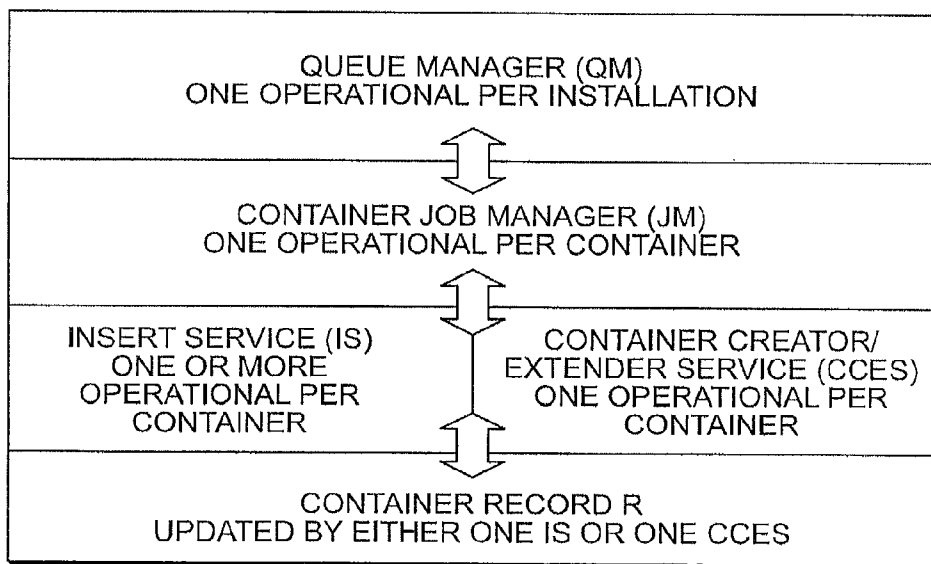 QUEUE MANAGER (QM)
ONE OPERATIONAL PER INSTALLATION
CONTAINER JOB MANAGER (JM)
ONE OPERATIONAL PER CONTAINER
INSERT SERVICE (IS)
ONE OR MORE
OPERATIONAL PER
CONTAINER
CONTAINER CREATOR/
EXTENDER SERVICE (CCES)
ONE OPERATIONAL PER
CONTAINER
CONTAINER RECORD R
UPDATED BY EITHER ONE IS OR ONE CCES